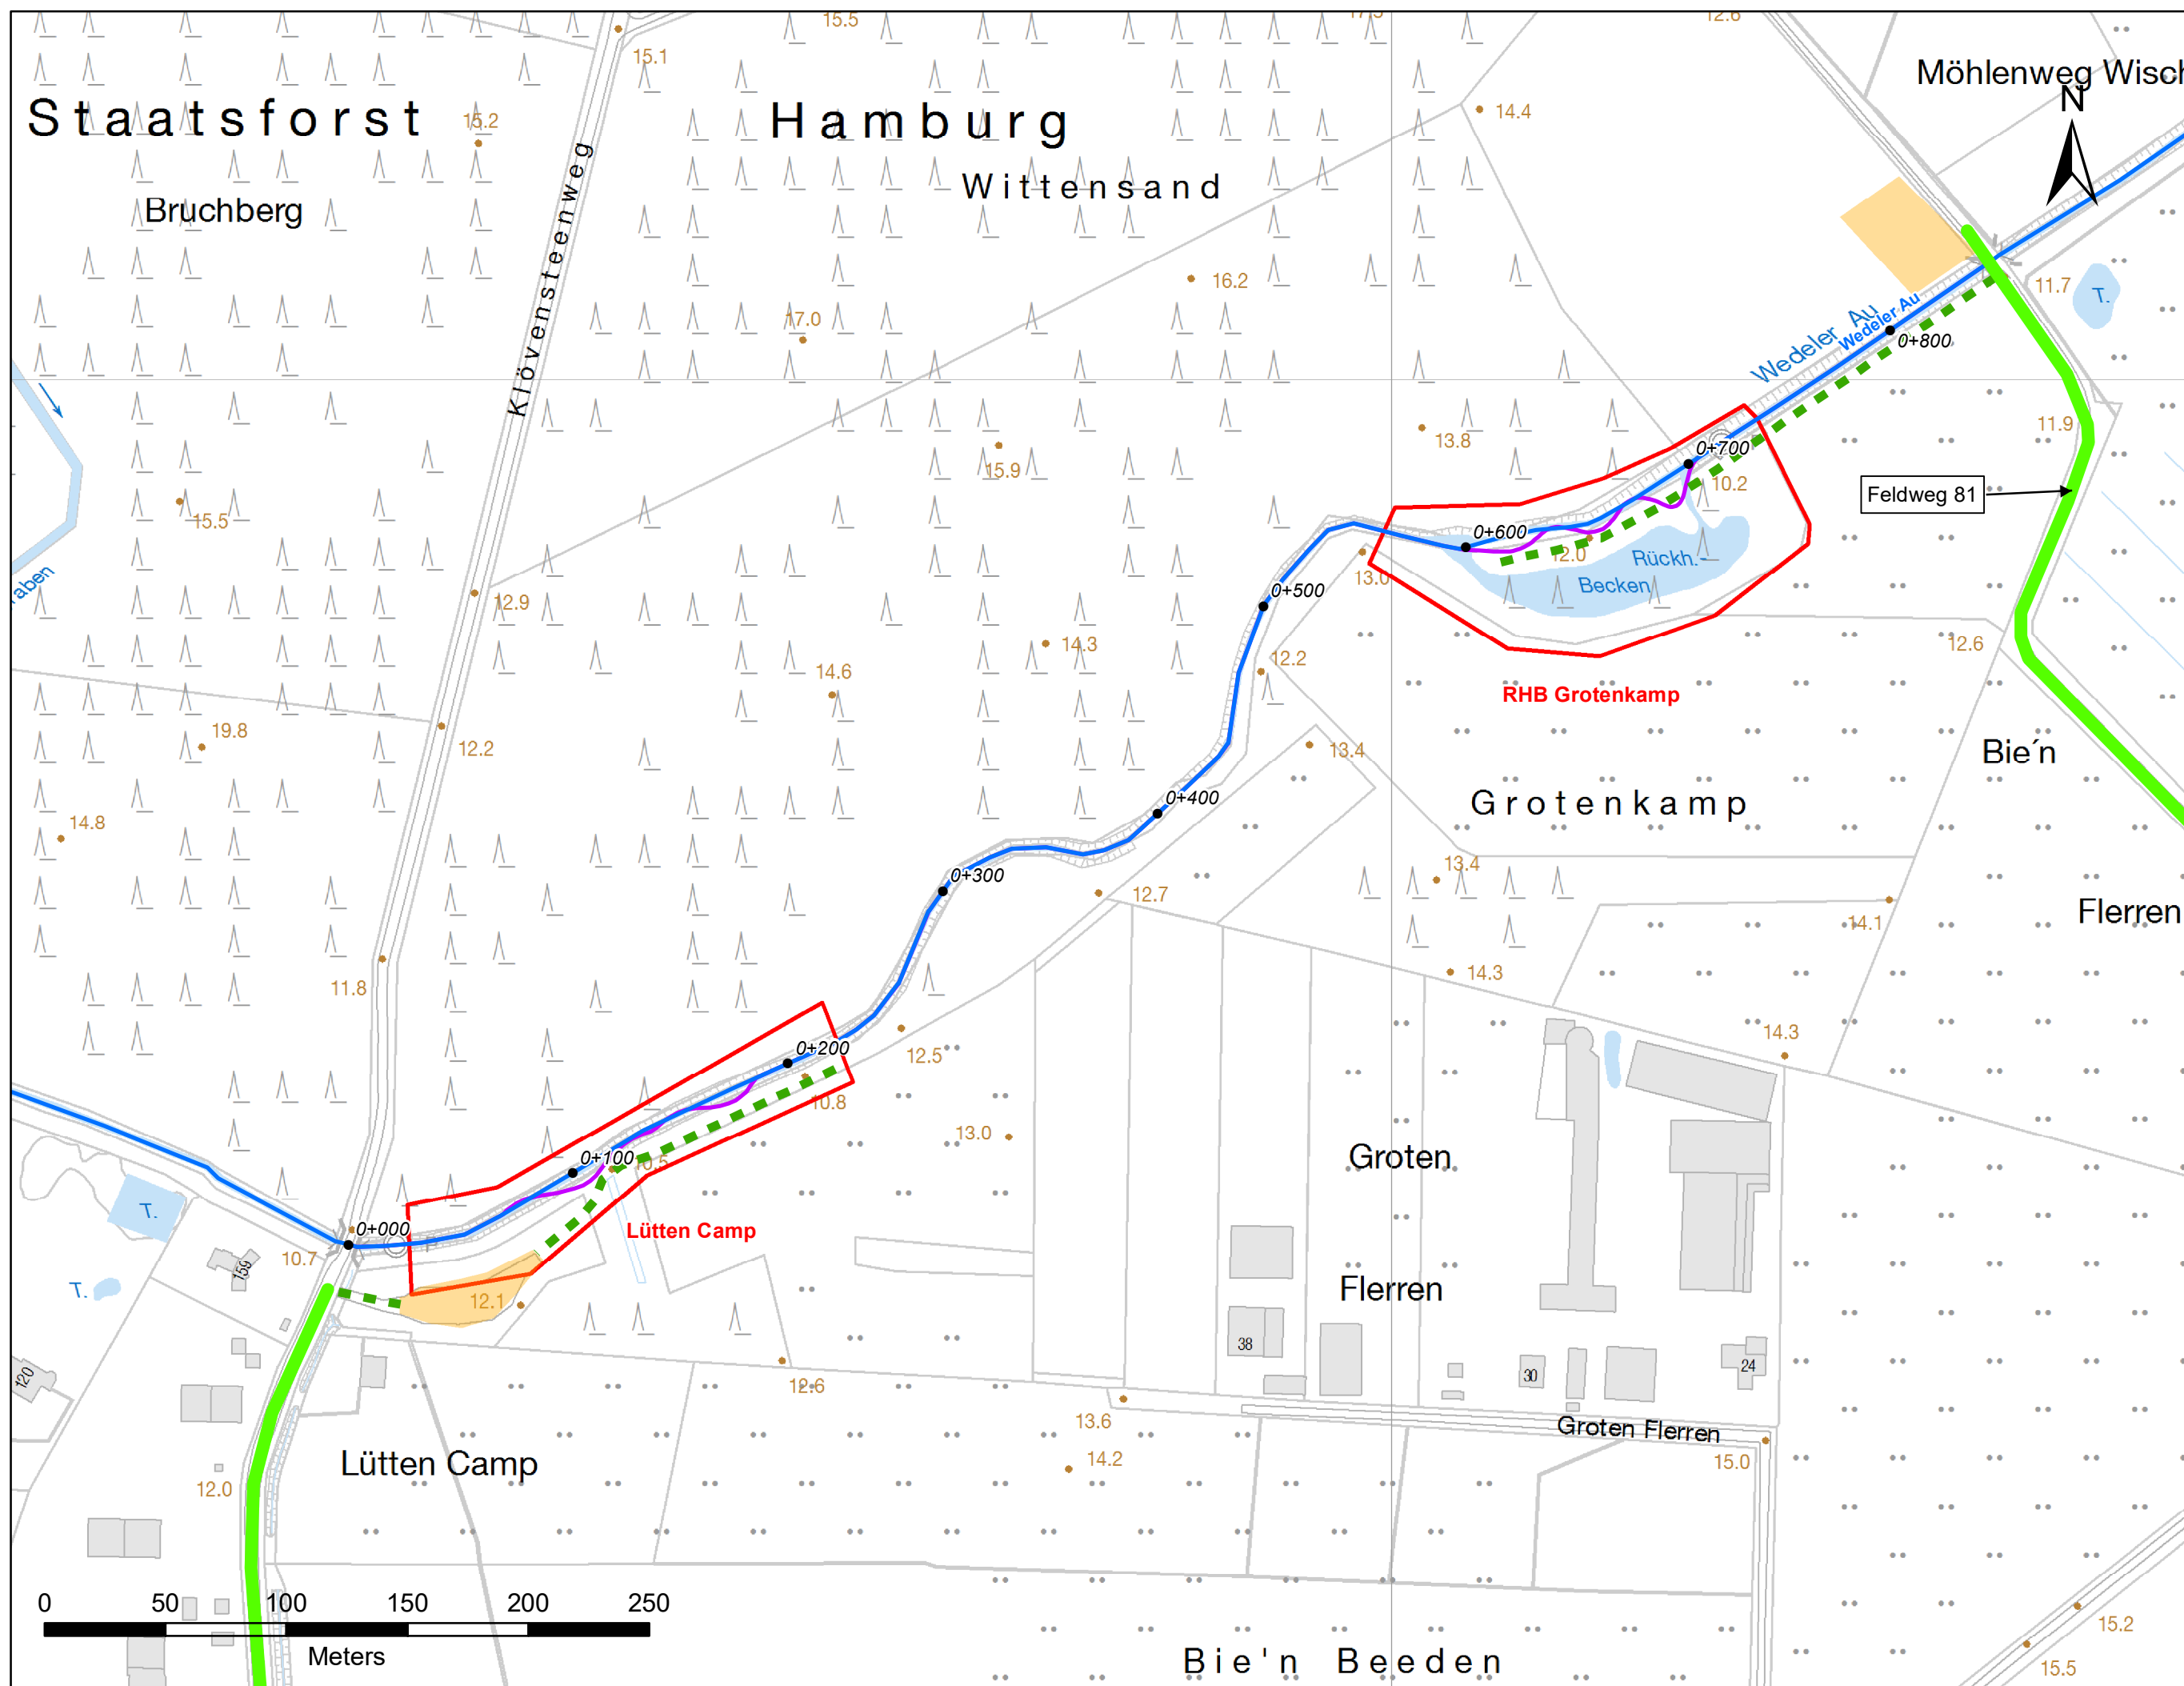 15.5
17.5
12.6
15.1
Möhlenweg Wisch
N
Staatsforst
Hamburg
15.2
14.4
Wittensand
Bruchberg
Klövensteenweg
16.2
11.7
T.
17.0
Wedeler Au
Wedeler Au
0+800
13.8
11.9
15.9
0+700
10.2
Feldweg 81
15.5
0+600
12.0
Rückh.-
Becken
13.0
raben
0+500
12.9
14.3
12.2
12.6
14.6
RHB Grotenkamp
19.8
12.2
13.4
Bie´n
0+400
Grotenkamp
14.8
13.4
0+300
12.7
14.1
Flerren
14.3
11.8
14.3
0+200
12.5
10.8
13.0
0+100
10.5
Groten
T.
Lütten Camp
0+000
10.7
159
T.
12.1
Flerren
38
30
24
120
12.6
13.6
Groten Flerren
14.2
15.0
Lütten Camp
12.0
0 50 100 150 200 250
Meters
15.2
Bie'n Beeden
15.5